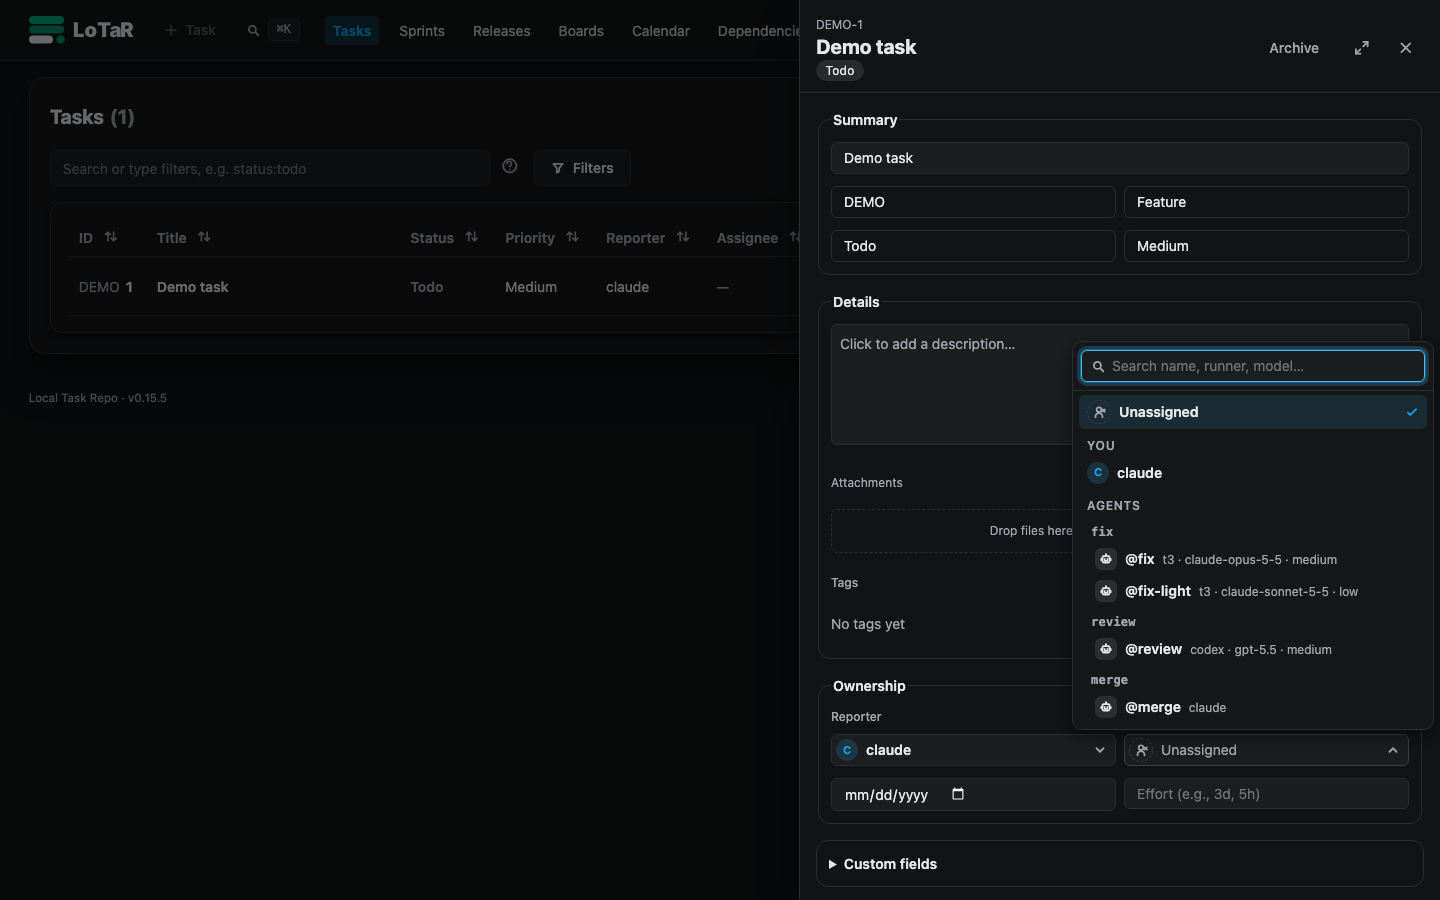 LoTaR
Task
⌘K
Tasks
Sprints
Releases
Boards
Calendar
Dependencie
Tasks (1)
Search or type filters, e.g. status:todo
Filters
ID
Title
Status
Priority
Reporter
Assignee
DEMO 1
Demo task
Todo
Medium
claude
—
Local Task Repo · v0.15.5
DEMO-1
Demo task
Todo
Archive
Summary
Demo task
DEMO
Feature
Todo
Medium
Details
Click to add a description...
Attachments
Drop files here
Tags
No tags yet
Search name, runner, model...
Unassigned
YOU
C claude
AGENTS
fix
@fix t3 · claude-opus-5-5 · medium
@fix-light t3 · claude-sonnet-5-5 · low
review
@review codex · gpt-5.5 · medium
merge
@merge claude
Ownership
Reporter
C claude
Unassigned
mm/dd/yyyy
Effort (e.g., 3d, 5h)
Custom fields